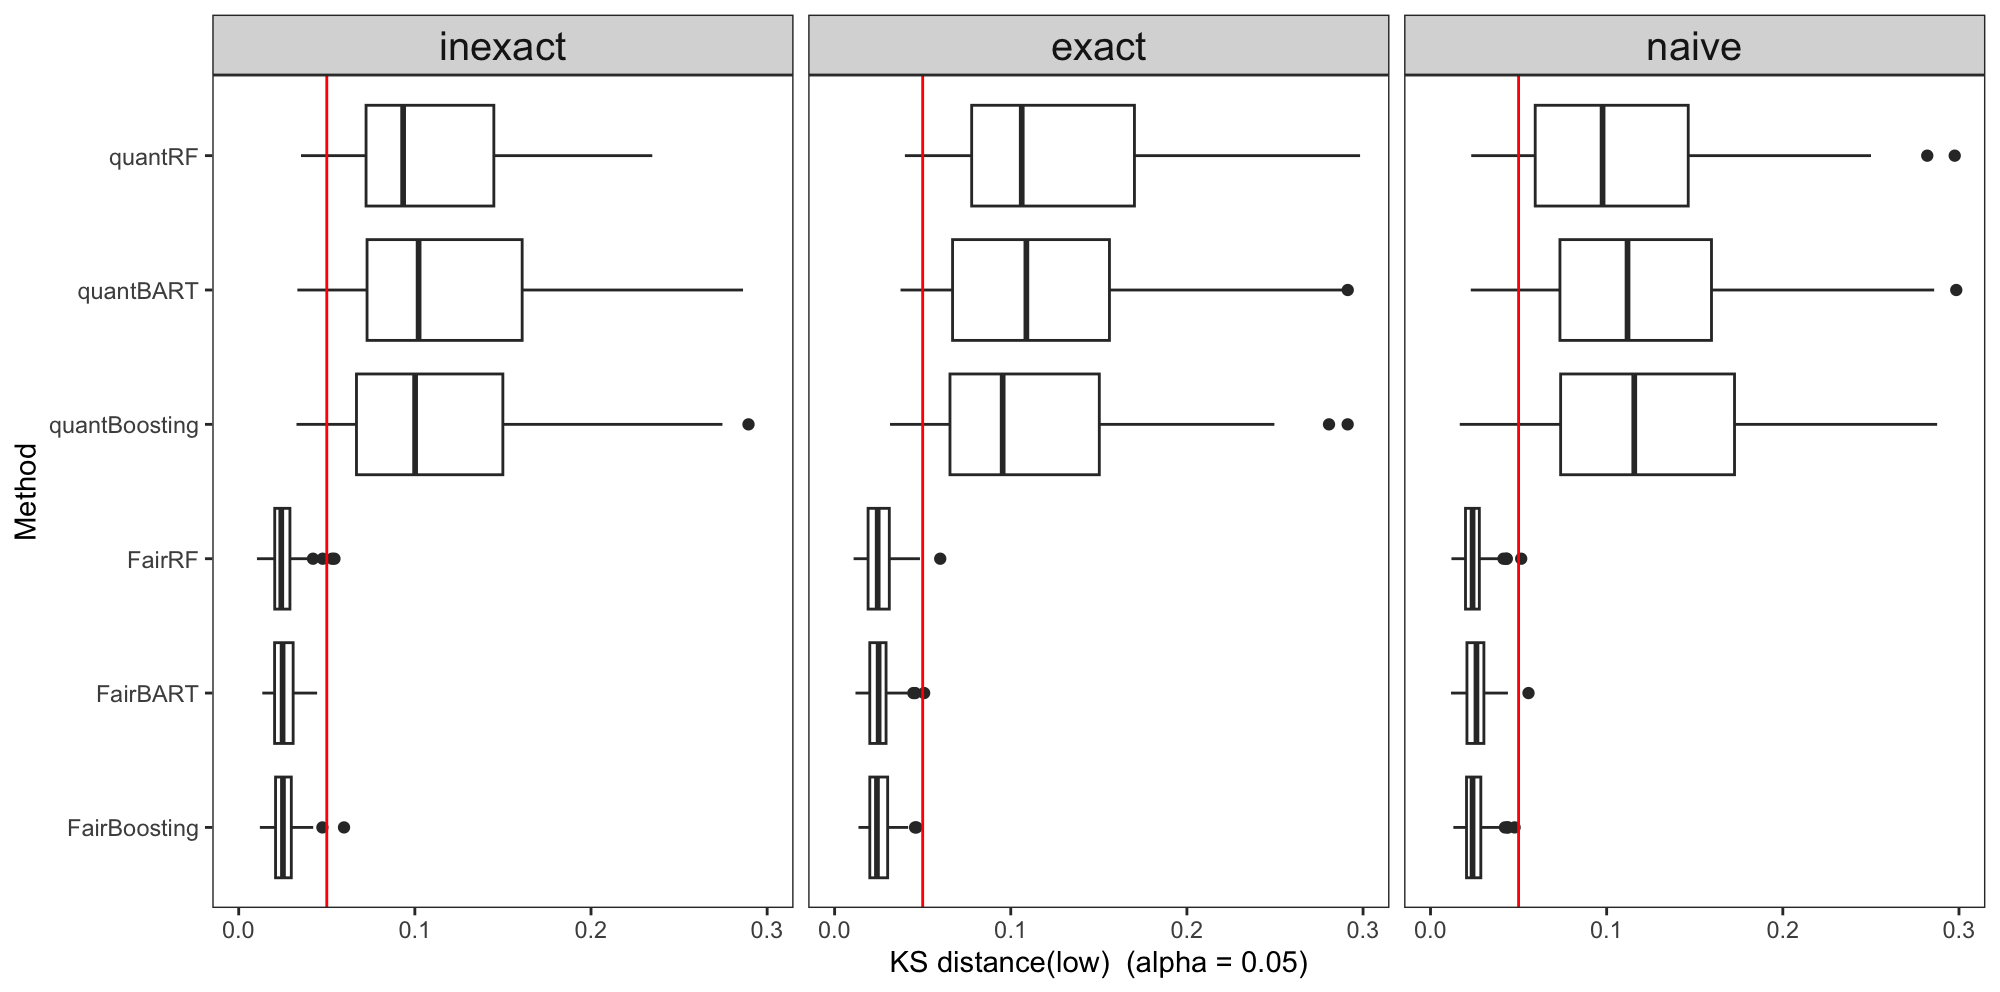 inexact exact naive
Method
quantRF
quantBART
quantBoosting
FairRF
FairBART
FairBoosting
0.0 0.1 0.2 0.3 0.0 0.1 0.2 0.3 0.0 0.1 0.2 0.3
KS distance(low) (alpha = 0.05)